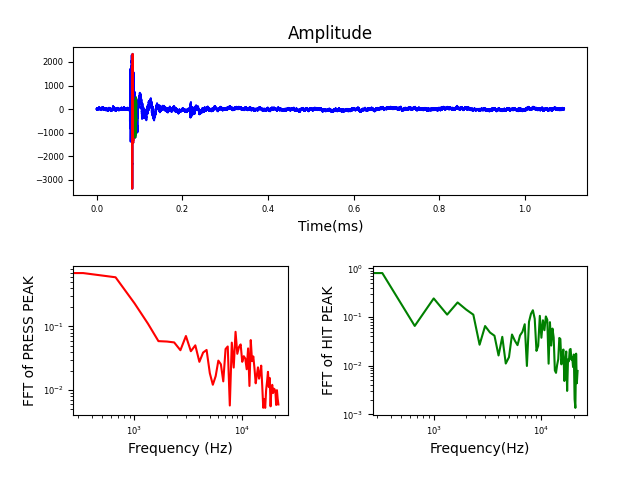 Amplitude
2000
1000
0
−1000
−2000
−3000
0.0 0.2 0.4 0.6 0.8 1.0
Time(ms)
FFT of PRESS PEAK
10⁻¹
10⁻²
10³ 10⁴
Frequency (Hz)
FFT of HIT PEAK
10⁰
10⁻¹
10⁻²
10⁻³
10³ 10⁴
Frequency(Hz)